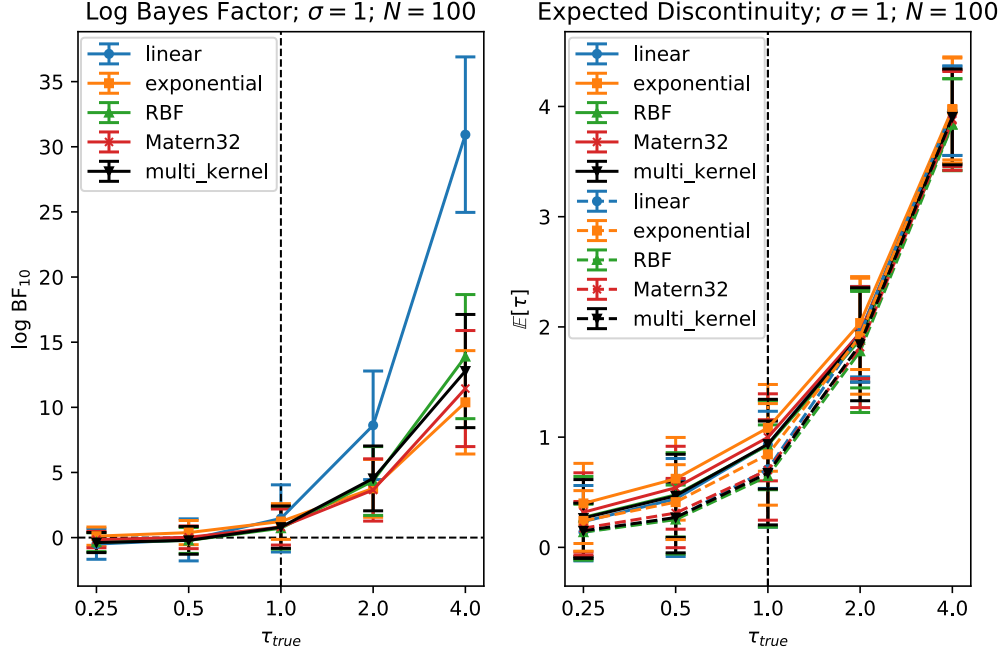 Log Bayes Factor; σ = 1; N = 100
linear
exponential
RBF
Matern32
multi_kernel
log BF₁₀
35
30
25
20
15
10
5
0
0.25 0.5 1.0 2.0 4.0
τ_true
Expected Discontinuity; σ = 1; N = 100
linear
exponential
RBF
Matern32
multi_kernel
linear
exponential
RBF
Matern32
multi_kernel
𝔼[τ]
4
3
2
1
0
0.25 0.5 1.0 2.0 4.0
τ_true